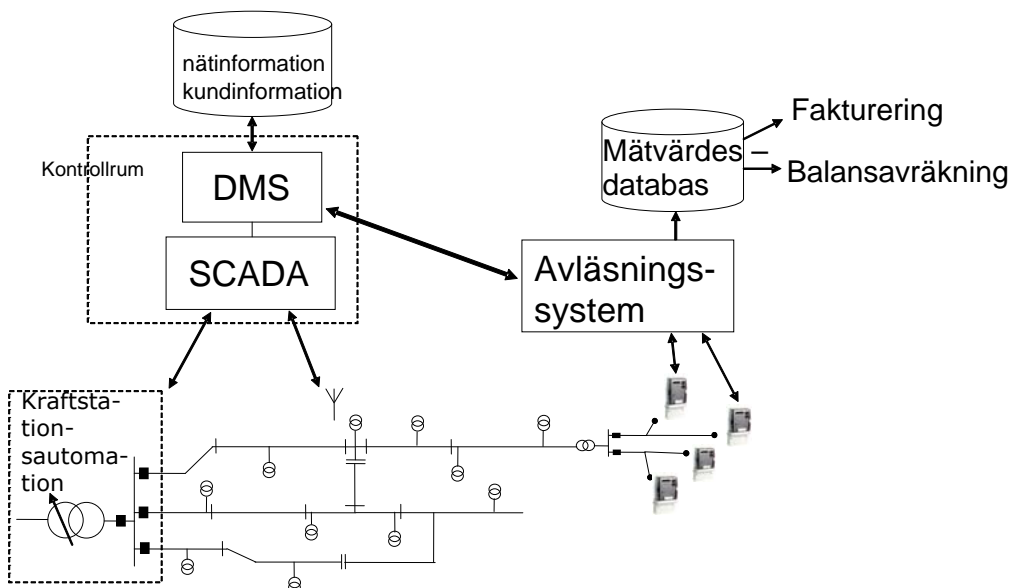 nätinformation
kundinformation
Kontrollrum
DMS
SCADA
Mätvärdes
databas
Fakturering
–
Balansavräkning
Avläsnings-
system
Kraftsta-
tion-
sautoma-
tion